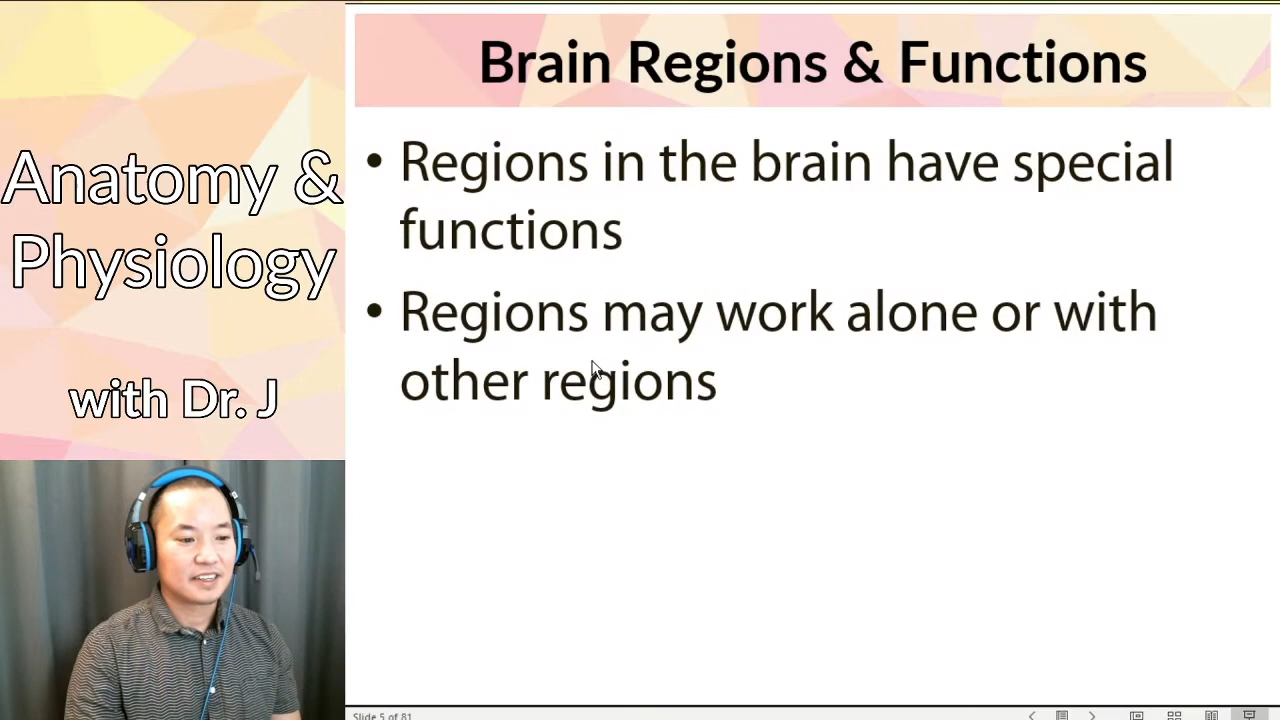 Anatomy &
Physiology
with Dr. J
Brain Regions & Functions
• Regions in the brain have special
functions
• Regions may work alone or with
other regions
Slide 5 of 81